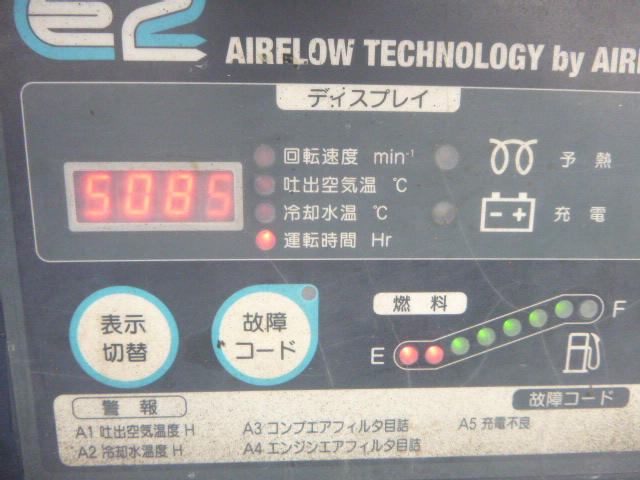 e2
AIRFLOW TECHNOLOGY by AIR
ディスプレイ
5085
回転速度 min⁻¹
吐出空気温 ℃
冷却水温 ℃
運転時間 Hr
予熱
充電
表示
切替
故障
コード
燃料
E
F
警報
故障コード
A1 吐出空気温度 H
A2 冷却水温度 H
A3 コンプエアフィルタ目詰
A4 エンジンエアフィルタ目詰
A5 充電不良